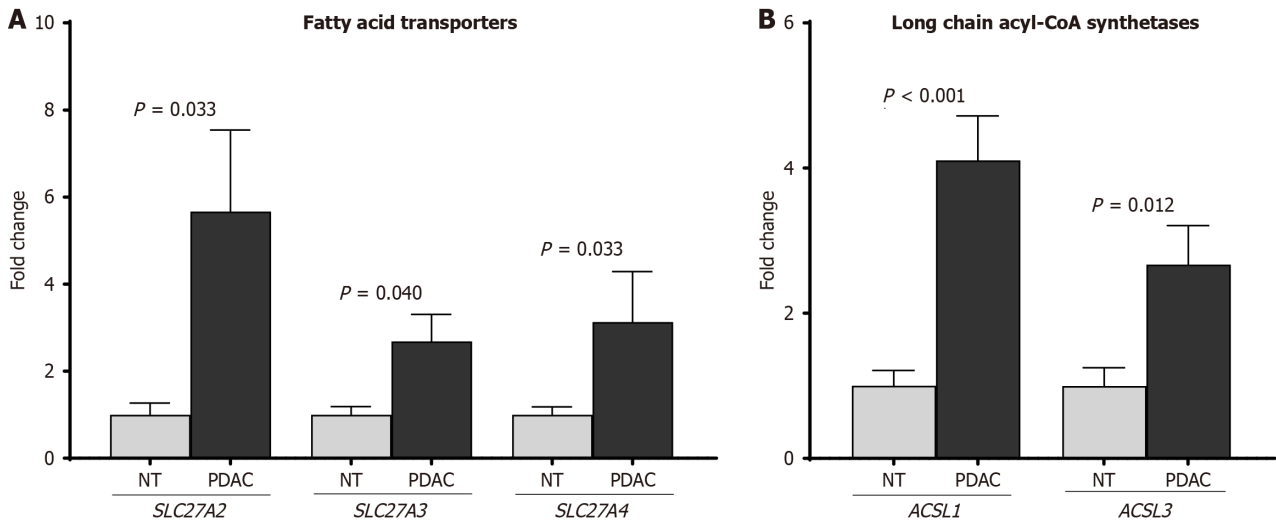 A
Fatty acid transporters
10
8
6
4
2
0
Fold change
P = 0.033
P = 0.040
P = 0.033
NT PDAC NT PDAC NT PDAC
SLC27A2 SLC27A3 SLC27A4
B
Long chain acyl-CoA synthetases
6
4
2
0
Fold change
P < 0.001
P = 0.012
NT PDAC NT PDAC
ACSL1 ACSL3